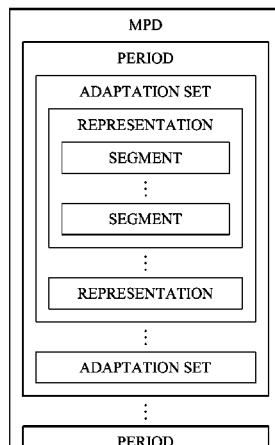 MPD
PERIOD
ADAPTATION SET
REPRESENTATION
SEGMENT
SEGMENT
REPRESENTATION
ADAPTATION SET
PERIOD